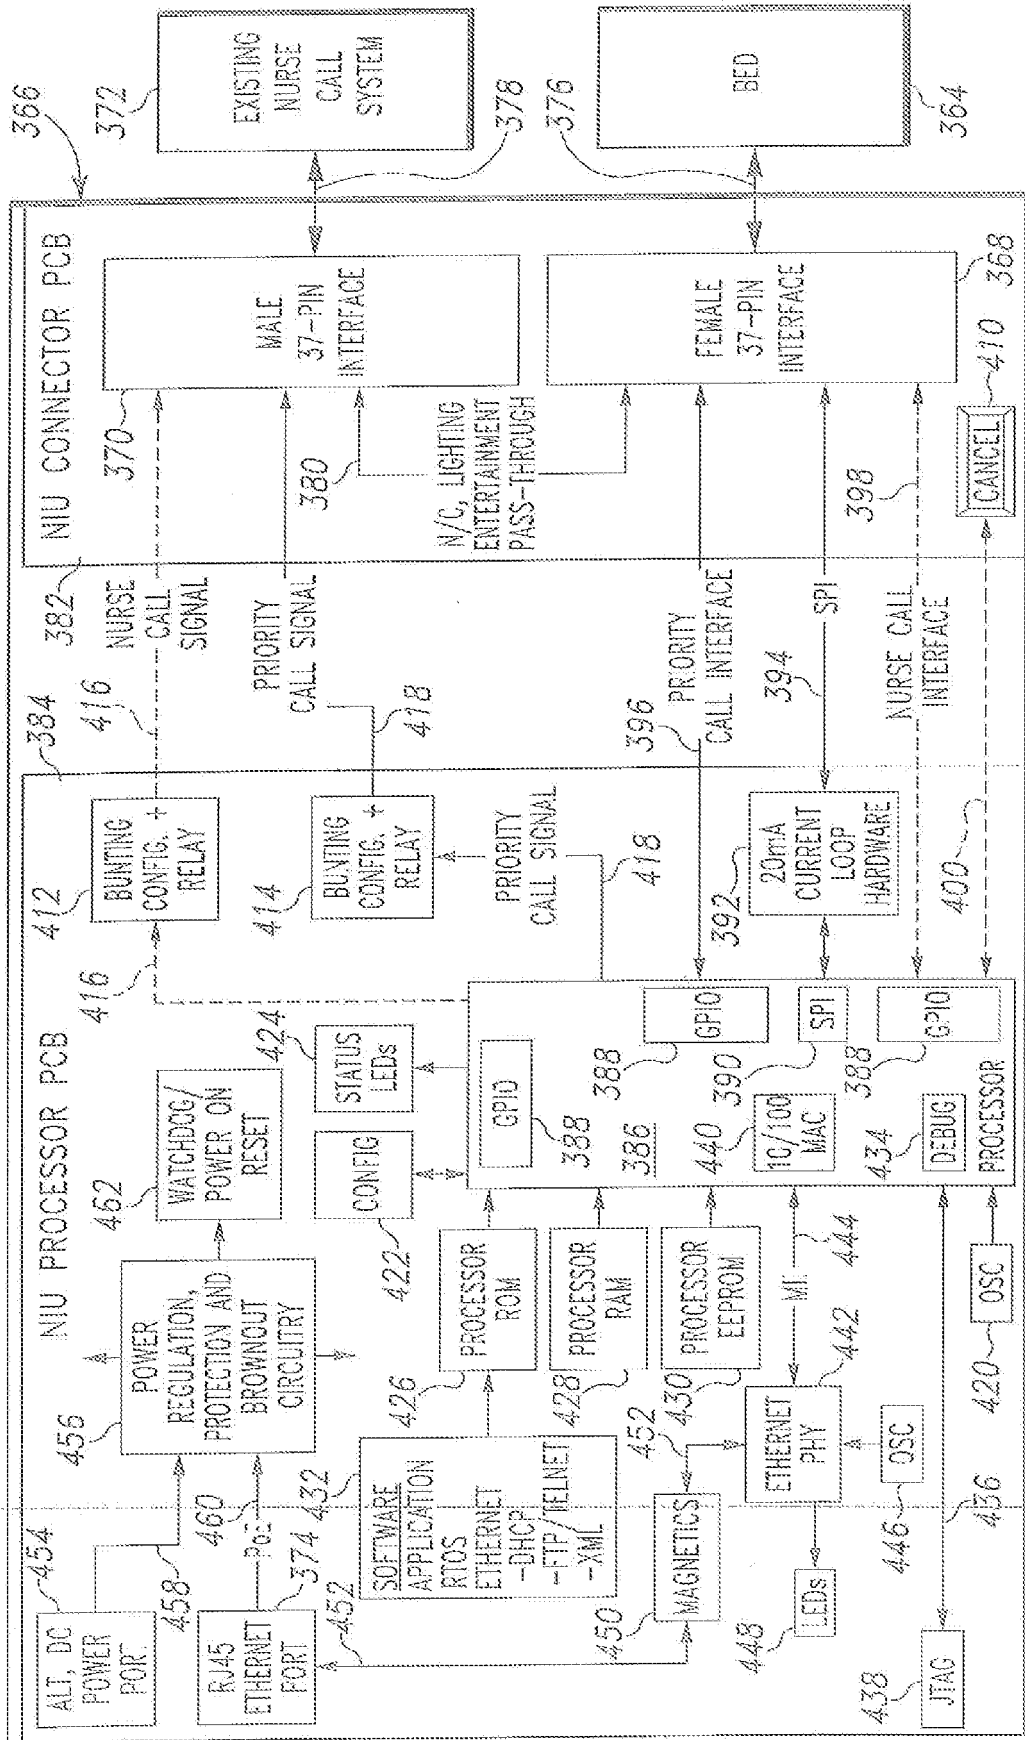 366
372
EXISTING
NURSE
CALL
SYSTEM
378
376
BED
364
NIU CONNECTOR PCB
370
MALE
37-PIN
INTERFACE
380
N/C, LIGHTING
ENTERTAINMENT
PASS-THROUGH
FEMALE
37-PIN
INTERFACE
368
398
CANCEL
410
382
NURSE
CALL
SIGNAL
PRIORITY
CALL SIGNAL
PRIORITY
CALL INTERFACE
396
SPI
394
NURSE CALL
INTERFACE
NIU PROCESSOR PCB
384
416
418
412
BUNTING
CONFIG. +
RELAY
414
BUNTING
CONFIG. +
RELAY
PRIORITY
CALL SIGNAL
418
392
20mA
CURRENT
LOOP
HARDWARE
400
416
462
WATCHDOG/
POWER ON
RESET
424
STATUS
LEDs
422
CONFIG
GPIO
388
386
388
GPIO
440
10/100
MAC
390
SPI
388
GPIO
434
DEBUG
PROCESSOR
456
POWER
REGULATION,
PROTECTION AND
BROWNOUT
CIRCUITRY
426
PROCESSOR
ROM
428
PROCESSOR
RAM
430
PROCESSOR
EEPROM
444
442
ETHERNET
PHY
420
OSC
446
OSC
436
454
ALT, DC
POWER
PORT
458
460
PoE
374
RJ45
ETHERNET
PORT
432
SOFTWARE
APPLICATION
RTOS
ETHERNET
-DHCP
-FTP/TELNET
-XML
452
452
450
MAGNETICS
448
LEDs
438
JTAG